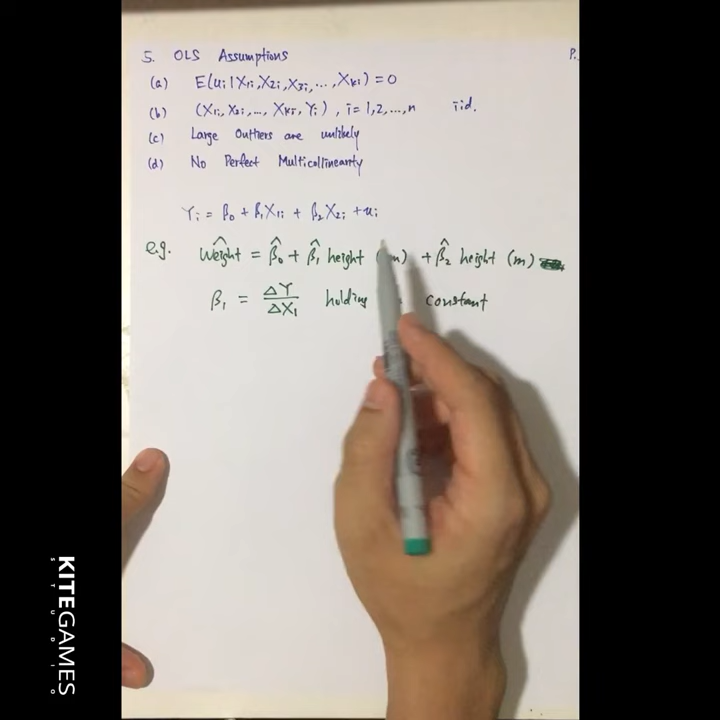 5. OLS Assumptions
P.
(a) E(ui | X1i, X2i, X3i, ..., Xki) = 0
(b) (X1i, X2i, ..., Xki, Yi), i = 1, 2, ..., n iid.
(c) Large Outliers are unlikely
(d) No Perfect Multicollinearity
Yi = β0 + β1X1i + β2X2i + ui
e.g. Weight^ = β̂0 + β̂1 height ( ) + β̂2 height (m)
β1 = ΔY/ΔX1 holding constant
KITEGAMES
STUDIO